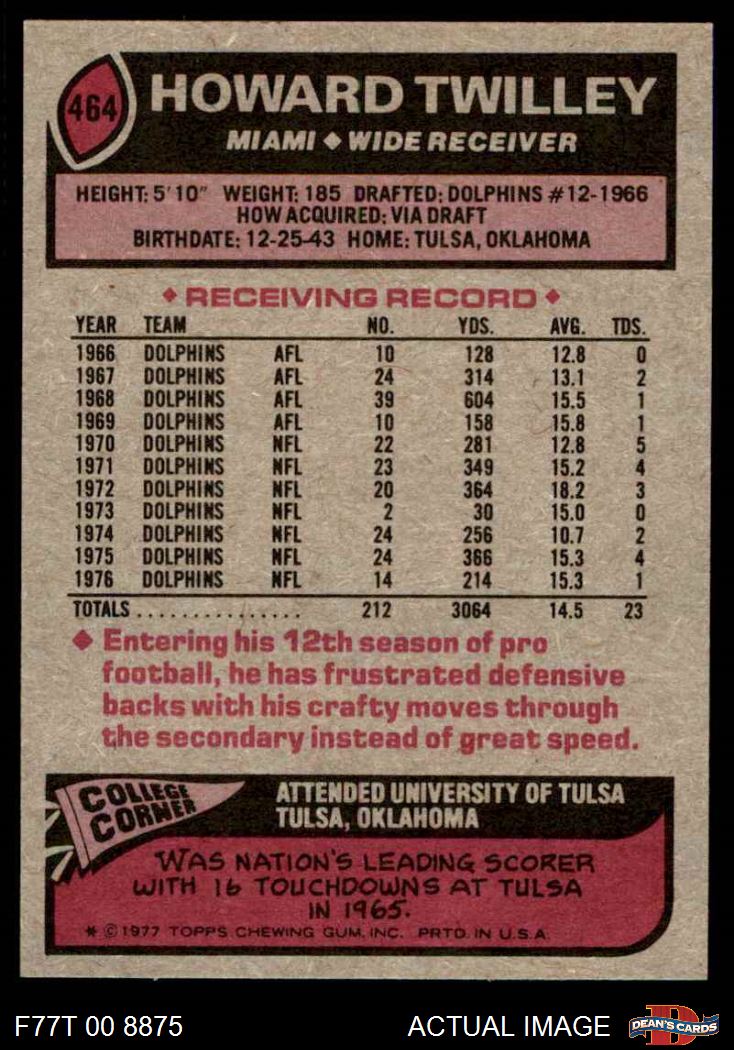 464 HOWARD TWILLEY
MIAMI ◆ WIDE RECEIVER
HEIGHT: 5'10" WEIGHT: 185 DRAFTED: DOLPHINS #12-1966
HOW ACQUIRED: VIA DRAFT
BIRTHDATE: 12-25-43 HOME: TULSA, OKLAHOMA
◆ RECEIVING RECORD ◆
YEAR TEAM NO. YDS. AVG. TDS.
1966 DOLPHINS AFL 10 128 12.8 0
1967 DOLPHINS AFL 24 314 13.1 2
1968 DOLPHINS AFL 39 604 15.5 1
1969 DOLPHINS AFL 10 158 15.8 1
1970 DOLPHINS NFL 22 281 12.8 5
1971 DOLPHINS NFL 23 349 15.2 4
1972 DOLPHINS NFL 20 364 18.2 3
1973 DOLPHINS NFL 2 30 15.0 0
1974 DOLPHINS NFL 24 256 10.7 2
1975 DOLPHINS NFL 24 366 15.3 4
1976 DOLPHINS NFL 14 214 15.3 1
TOTALS................ 212 3064 14.5 23
◆ Entering his 12th season of pro
football, he has frustrated defensive
backs with his crafty moves through
the secondary instead of great speed.
COLLEGE
CORNER
ATTENDED UNIVERSITY OF TULSA
TULSA, OKLAHOMA
WAS NATION'S LEADING SCORER
WITH 16 TOUCHDOWNS AT TULSA
IN 1965.
* © 1977 TOPPS CHEWING GUM, INC. PRTD. IN U.S.A.
F77T 00 8875 ACTUAL IMAGE D DEAN'S CARDS